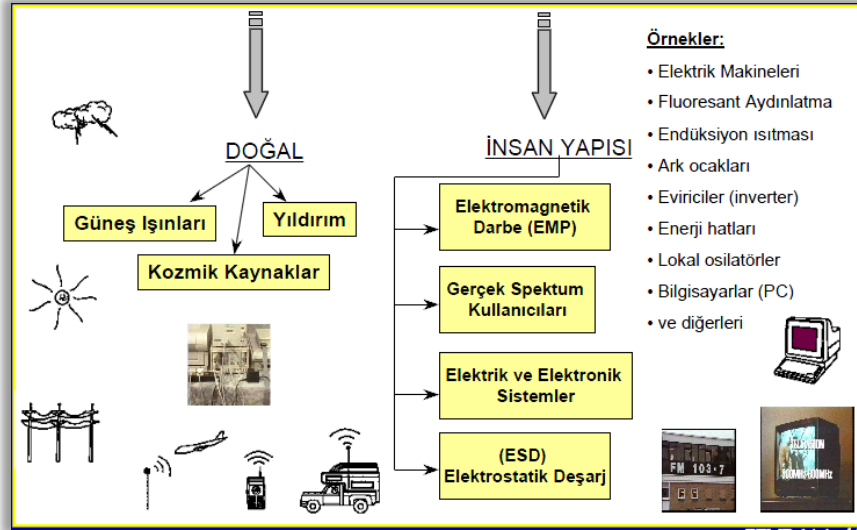 DOĞAL
Güneş Işınları
Yıldırım
Kozmik Kaynaklar
İNSAN YAPISI
Elektromagnetik
Darbe (EMP)
Gerçek Spektum
Kullanıcıları
Elektrik ve Elektronik
Sistemler
(ESD)
Elektrostatik Deşarj
Örnekler:
• Elektrik Makineleri
• Fluoresant Aydınlatma
• Endüksiyon ısıtması
• Ark ocakları
• Eviriciler (inverter)
• Enerji hatları
• Lokal osilatörler
• Bilgisayarlar (PC)
• ve diğerleri
FM 103·7